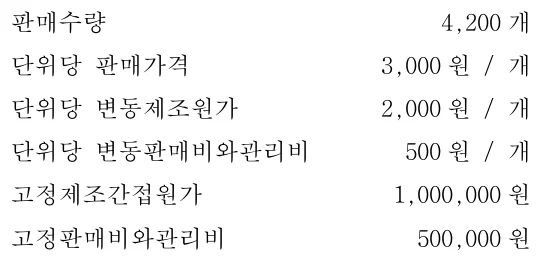 판매수량 4,200 개
단위당 판매가격 3,000 원 / 개
단위당 변동제조원가 2,000 원 / 개
단위당 변동판매비와관리비 500 원 / 개
고정제조간접원가 1,000,000 원
고정판매비와관리비 500,000 원